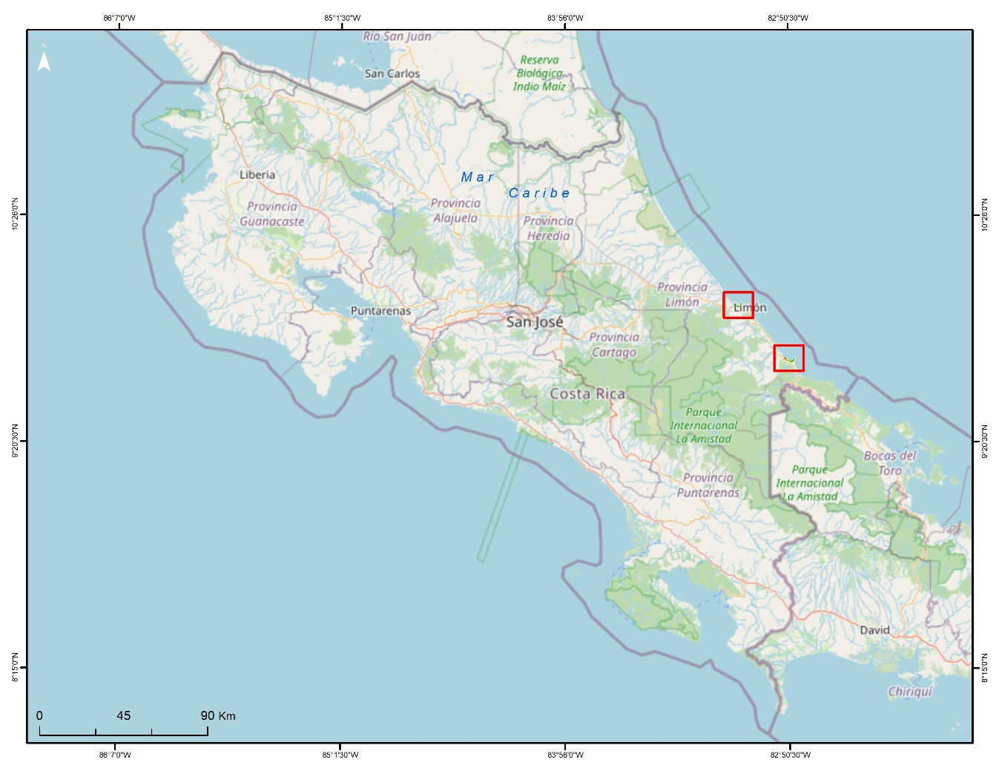 86°7'0"W
85°1'30"W
83°56'0"W
82°50'30"W
N
Río San Juan
San Carlos
Reserva
Biológica
Indio Maíz
Liberia
Mar
Caribe
Provincia
Guanacaste
Provincia
Alajuela
Provincia
Heredia
10°26'0"N
10°26'0"N
Provincia
Limón
Limón
Puntarenas
San José
Provincia
Cartago
Costa Rica
Parque
Internacional
La Amistad
9°20'30"N
9°20'30"N
Bocas del
Toro
Parque
Internacional
La Amistad
Provincia
Puntarenas
David
8°15'0"N
8°15'0"N
Chiriquí
0
45
90 Km
86°7'0"W
85°1'30"W
83°56'0"W
82°50'30"W